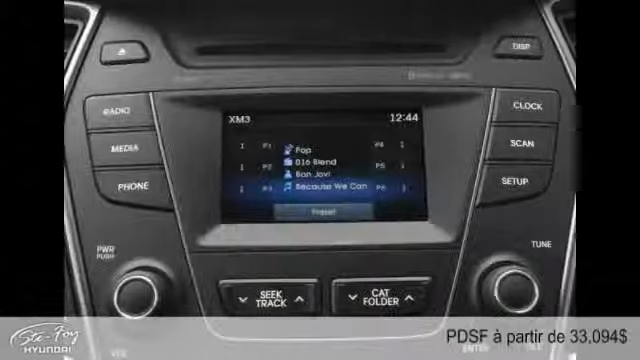 DISP
RADIO
CLOCK
XM3
12:44
MEDIA
SCAN
P1
P4
Pop
P2
016 Blend
P5
Bon Jovi
PHONE
SETUP
P3
Because We Can
P6
Preset
PWR
PUSH
TUNE
SEEK
TRACK
CAT
FOLDER
Ste-Foy
HYUNDAI
PDSF à partir de 33,094$